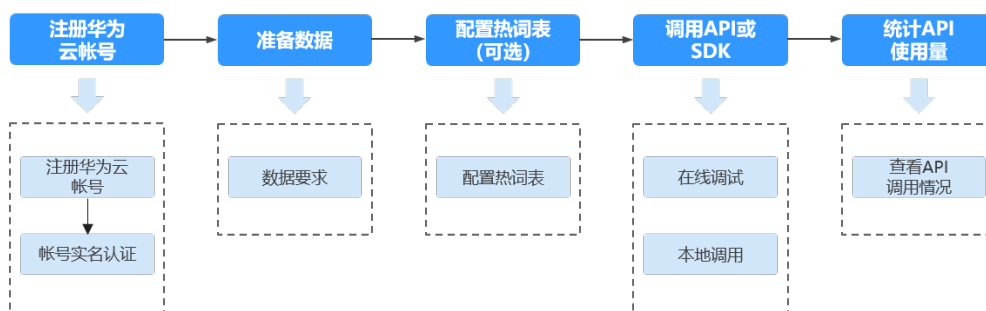 注册华为
云帐号
准备数据
配置热词表
(可选)
调用API或
SDK
统计API
使用量
注册华为云
帐号
帐号实名认证
数据要求
配置热词表
在线调试
本地调用
查看API
调用情况